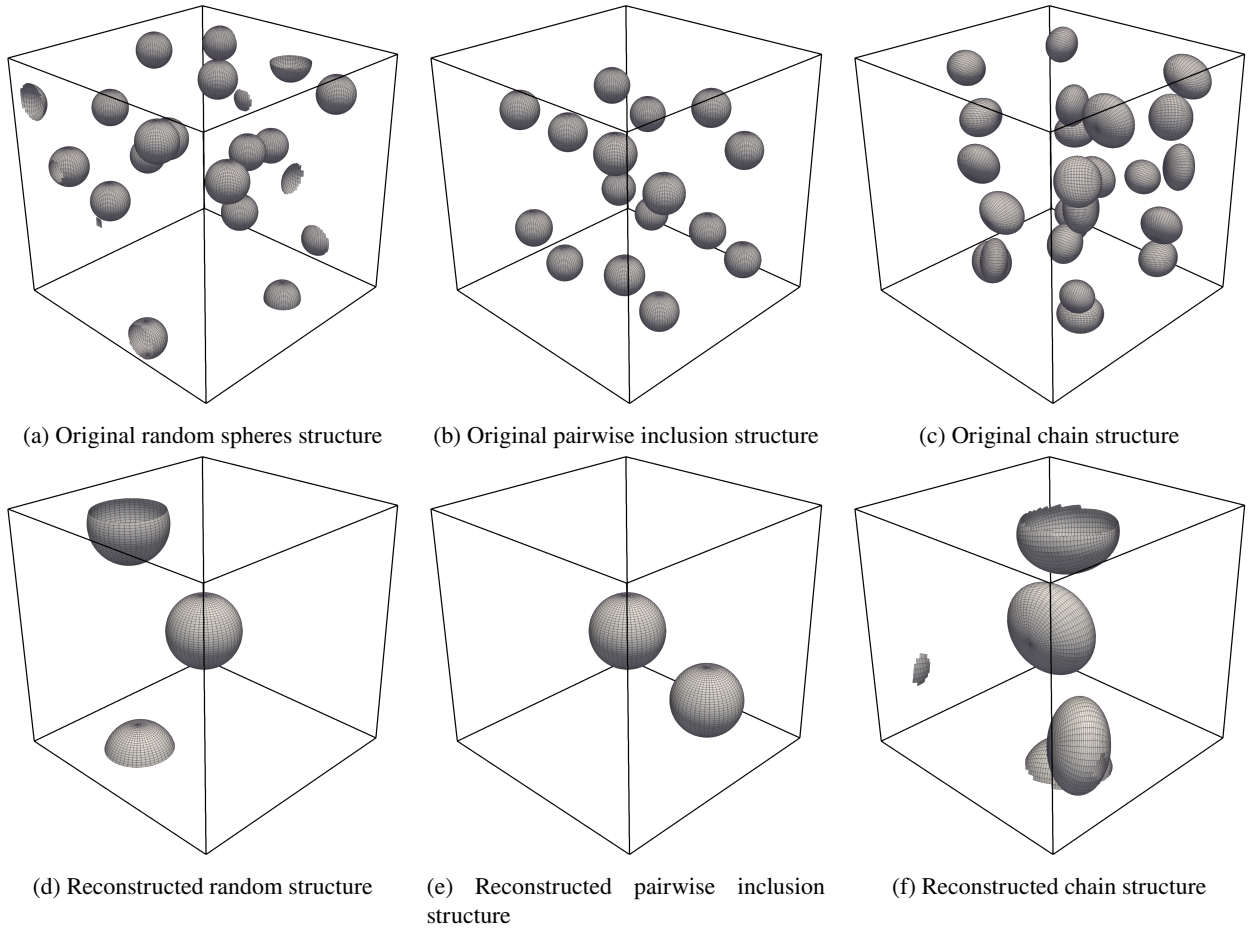 (a) Original random spheres structure
(b) Original pairwise inclusion structure
(c) Original chain structure
(d) Reconstructed random structure
(e) Reconstructed pairwise inclusion
structure
(f) Reconstructed chain structure